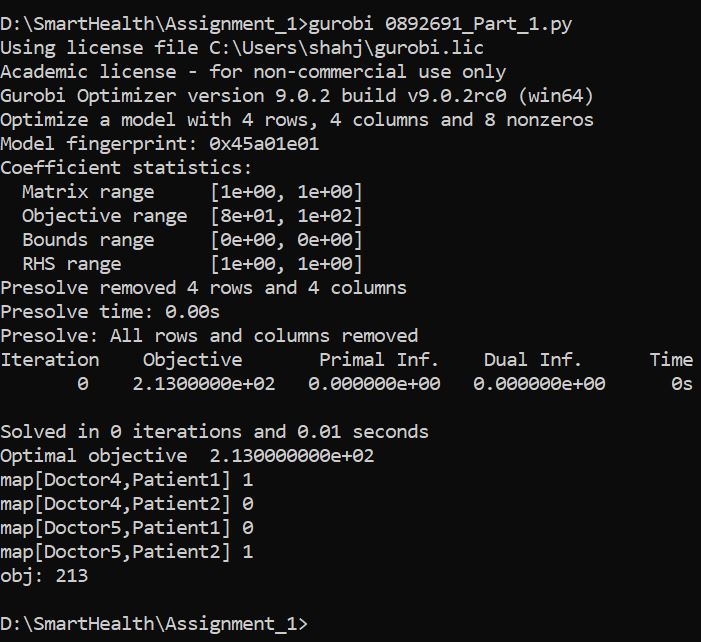 D:\SmartHealth\Assignment_1>gurobi 0892691_Part_1.py
Using license file C:\Users\shahj\gurobi.lic
Academic license - for non-commercial use only
Gurobi Optimizer version 9.0.2 build v9.0.2rc0 (win64)
Optimize a model with 4 rows, 4 columns and 8 nonzeros
Model fingerprint: 0x45a01e01
Coefficient statistics:
  Matrix range     [1e+00, 1e+00]
  Objective range  [8e+01, 1e+02]
  Bounds range     [0e+00, 0e+00]
  RHS range        [1e+00, 1e+00]
Presolve removed 4 rows and 4 columns
Presolve time: 0.00s
Presolve: All rows and columns removed
Iteration    Objective       Primal Inf.    Dual Inf.      Time
       0    2.1300000e+02   0.000000e+00   0.000000e+00      0s

Solved in 0 iterations and 0.01 seconds
Optimal objective  2.130000000e+02
map[Doctor4,Patient1] 1
map[Doctor4,Patient2] 0
map[Doctor5,Patient1] 0
map[Doctor5,Patient2] 1
obj: 213

D:\SmartHealth\Assignment_1>